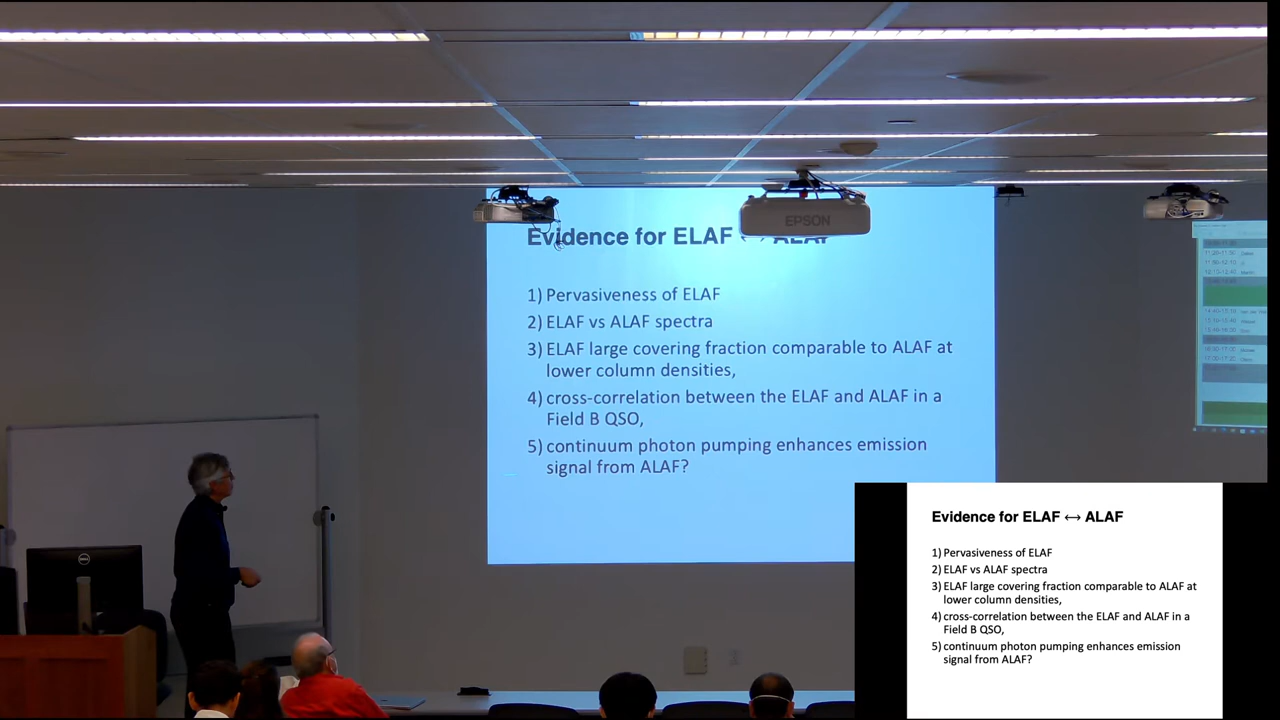 EPSON
Evidence for ELAF ↔ ALAF
1) Pervasiveness of ELAF
2) ELAF vs ALAF spectra
3) ELAF large covering fraction comparable to ALAF at
lower column densities,
4) cross-correlation between the ELAF and ALAF in a
Field B QSO,
5) continuum photon pumping enhances emission
signal from ALAF?
DELL
Evidence for ELAF ↔ ALAF
1) Pervasiveness of ELAF
2) ELAF vs ALAF spectra
3) ELAF large covering fraction comparable to ALAF at
lower column densities,
4) cross-correlation between the ELAF and ALAF in a
Field B QSO,
5) continuum photon pumping enhances emission
signal from ALAF?